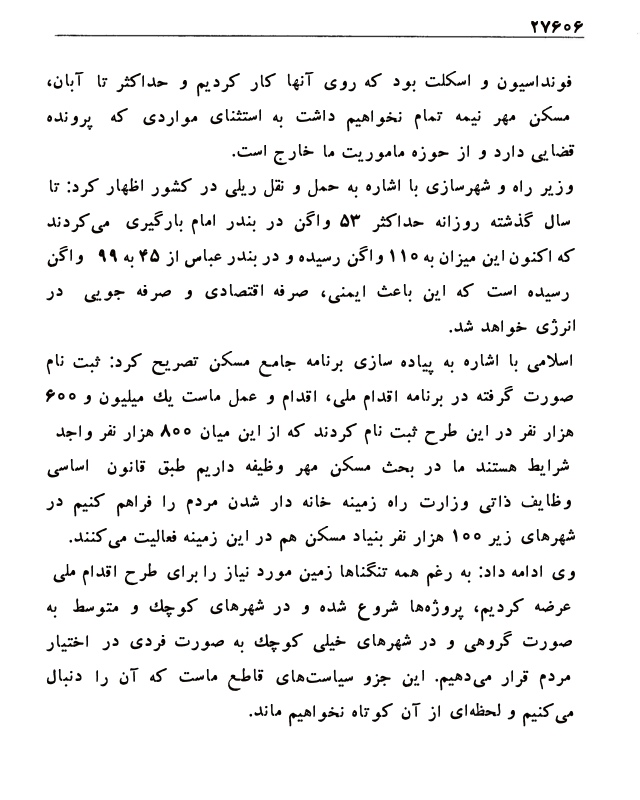 ۲۷۶۰۶
فونداسیون و اسکلت بود که روی آنها کار کردیم و حداکثر تا آبان،
مسکن مهر نیمه تمام نخواهیم داشت به استثنای مواردی که پرونده
قضایی دارد و از حوزه ماموریت ما خارج است.
وزیر راه و شهرسازی با اشاره به حمل و نقل ریلی در کشور اظهار کرد: تا
سال گذشته روزانه حداکثر ۵۳ واگن در بندر امام بارگیری می‌کردند
که اکنون این میزان به ۱۱۰ واگن رسیده و در بندر عباس از ۴۵ به ۹۹ واگن
رسیده است که این باعث ایمنی، صرفه اقتصادی و صرفه جویی در
انرژی خواهد شد.
اسلامی با اشاره به پیاده سازی برنامه جامع مسکن تصریح کرد: ثبت نام
صورت گرفته در برنامه اقدام ملی، اقدام و عمل ماست یك میلیون و ۶۰۰
هزار نفر در این طرح ثبت نام کردند که از این میان ۸۰۰ هزار نفر واجد
شرایط هستند ما در بحث مسکن مهر وظیفه داریم طبق قانون اساسی
وظایف ذاتی وزارت راه زمینه خانه دار شدن مردم را فراهم کنیم در
شهرهای زیر ۱۰۰ هزار نفر بنیاد مسکن هم در این زمینه فعالیت می‌کنند.
وی ادامه داد: به رغم همه تنگناها زمین مورد نیاز را برای طرح اقدام ملی
عرضه کردیم، پروژه‌ها شروع شده و در شهرهای کوچك و متوسط به
صورت گروهی و در شهرهای خیلی کوچك به صورت فردی در اختیار
مردم قرار می‌دهیم. این جزو سیاست‌های قاطع ماست که آن را دنبال
می‌کنیم و لحظه‌ای از آن کوتاه نخواهیم ماند.